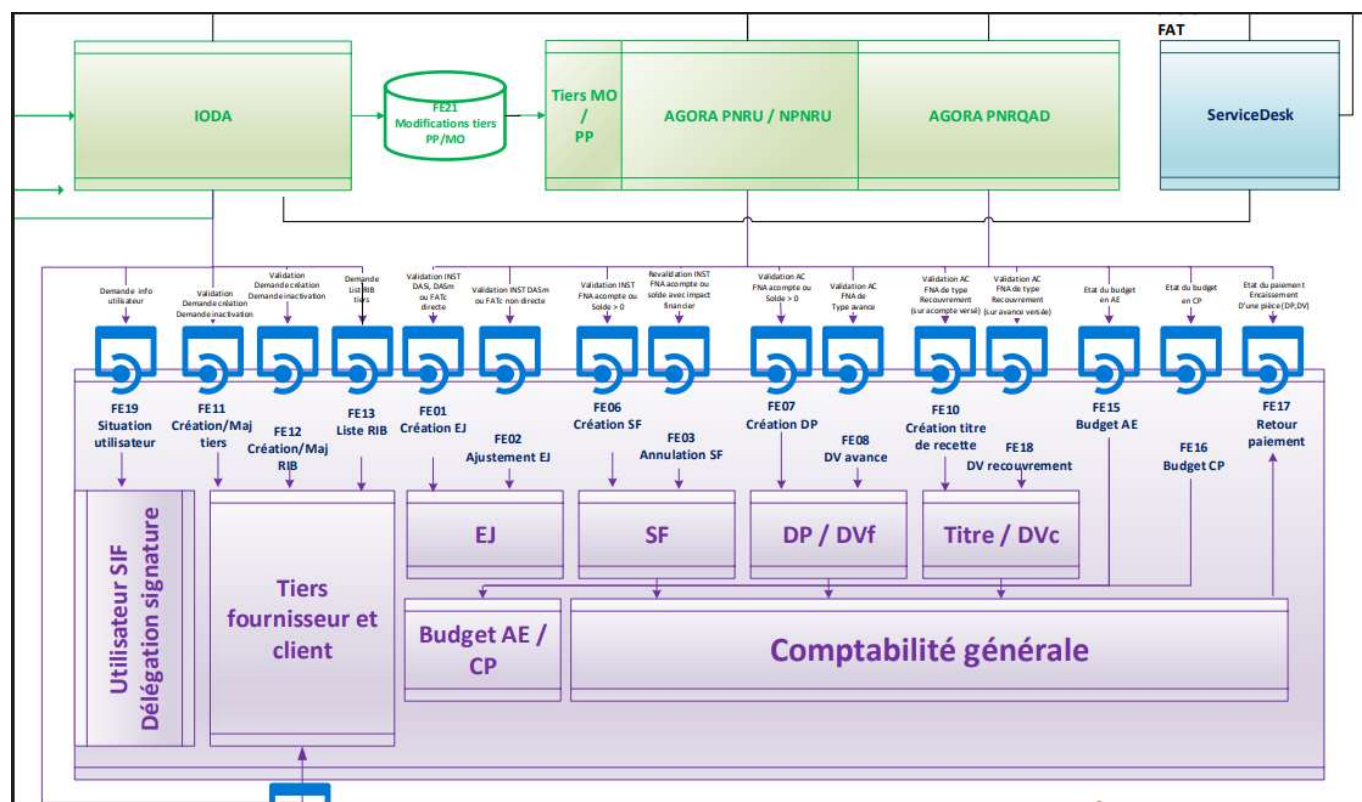 FAT
IODA
FE21
Modifications tiers
PP/MO
Tiers MO
/
PP
AGORA PNRU / NPNRU
AGORA PNRQAD
ServiceDesk
Demande info
utilisateur
Validation
Demande création
Demande inactivation
Validation
Demande création
Demande inactivation
Demande
List RIB
tiers
Validation INST
DASi, DASm
ou FATc
directe
Validation INST DASm
ou FATc non directe
Validation INST
FNA acompte ou
Solde > 0
Revalidation INST
FNA acompte ou
solde avec impact
financier
Validation AC
FNA acompte ou
Solde > 0
Validation AC
FNA de
Type avance
Validation AC
FNA de Type
Recouvrement
(sur acompte versé)
Validation AC
FNA de type
Recouvrement
(sur avance versée)
Etat du budget
en AE
Etat du budget
en CP
Etat du paiement
Encaissement
D'une pièce (DP,DV)
FE19
Situation
utilisateur
FE11
Création/Maj
tiers
FE12
Création/Maj
RIB
FE13
Liste RIB
FE01
Création EJ
FE02
Ajustement EJ
FE06
Création SF
FE03
Annulation SF
FE07
Création DP
FE08
DV avance
FE10
Création titre
de recette
FE18
DV recouvrement
FE15
Budget AE
FE16
Budget CP
FE17
Retour
paiement
Utilisateur SIF
Délégation signature
Tiers
fournisseur et
client
EJ
SF
DP / DVf
Titre / DVc
Budget AE /
CP
Comptabilité générale